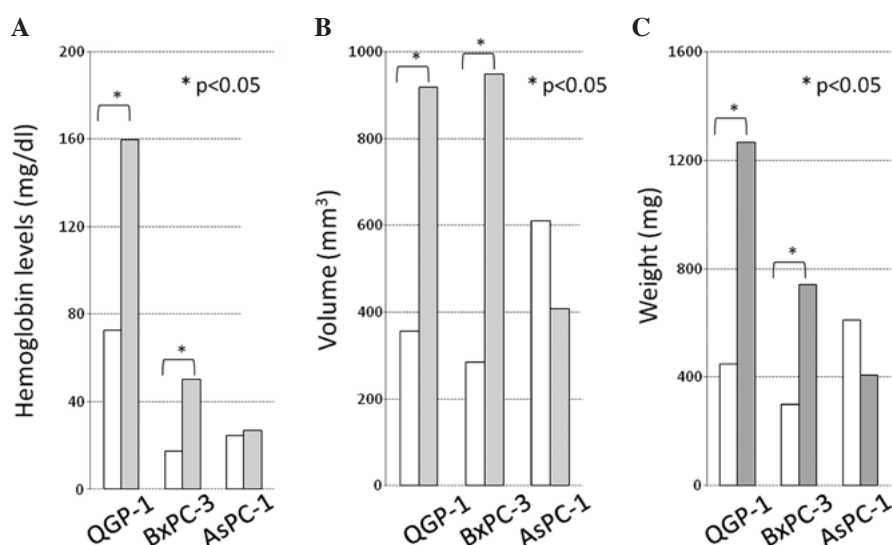 A
Hemoglobin levels (mg/dl)
200
160
120
80
40
0
* p<0.05
*
*
QGP-1
BxPC-3
AsPC-1
B
Volume (mm³)
1000
800
600
400
200
0
* p<0.05
*
*
QGP-1
BxPC-3
AsPC-1
C
Weight (mg)
1600
1200
800
400
0
* p<0.05
*
*
QGP-1
BxPC-3
AsPC-1